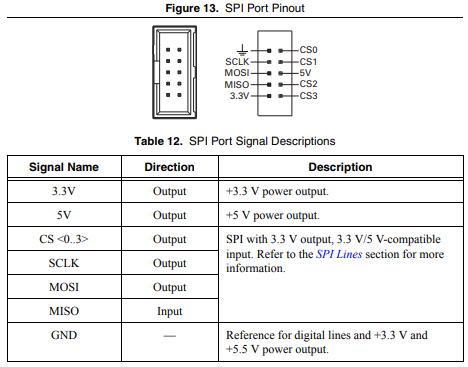 Figure 13. SPI Port Pinout
CS0
SCLK CS1
MOSI 5V
MISO CS2
3.3V CS3
Table 12. SPI Port Signal Descriptions
Signal Name Direction Description
3.3V Output +3.3 V power output.
5V Output +5 V power output.
CS <0..3> Output SPI with 3.3 V output, 3.3 V/5 V-compatible
input. Refer to the SPI Lines section for more
SCLK Output information.
MOSI Output
MISO Input
GND — Reference for digital lines and +3.3 V and
+5.5 V power output.